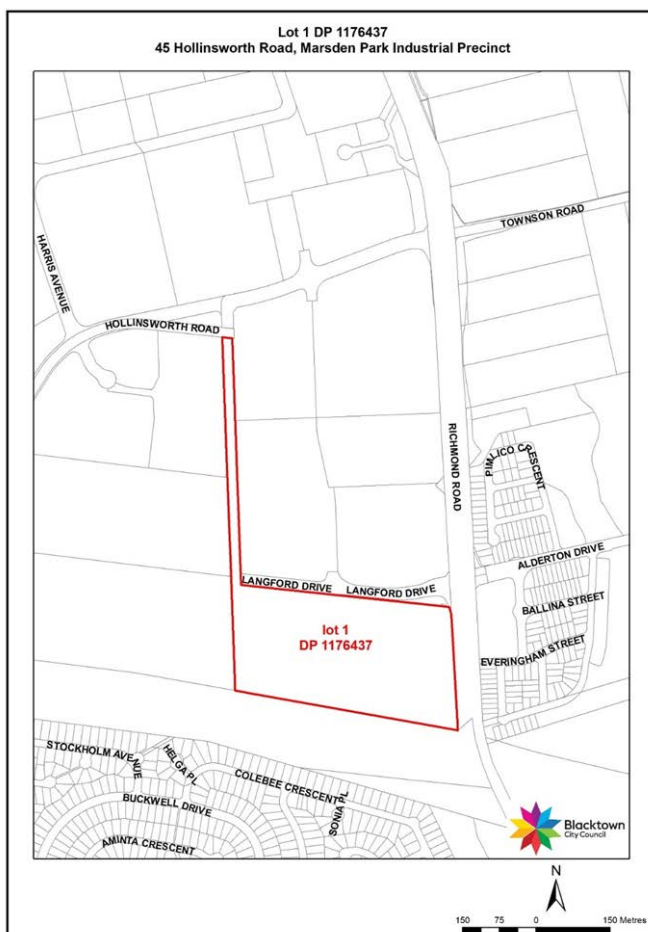 Lot 1 DP 1176437
45 Hollinsworth Road, Marsden Park Industrial Precinct
TOWNSON ROAD
HARRIS AVENUE
HOLLINSWORTH ROAD
RICHMOND ROAD
PIMLICO CRESCENT
ALDERTON DRIVE
LANGFORD DRIVE
LANGFORD DRIVE
BALLINA STREET
lot 1
DP 1176437
EVERINGHAM STREET
STOCKHOLM AVENUE
HELGA PL
COLEBEE CRESCENT
SONIA PL
BUCKWELL DRIVE
AMINTA CRESCENT
Blacktown
City Council
N
150 75 0 150 Metres